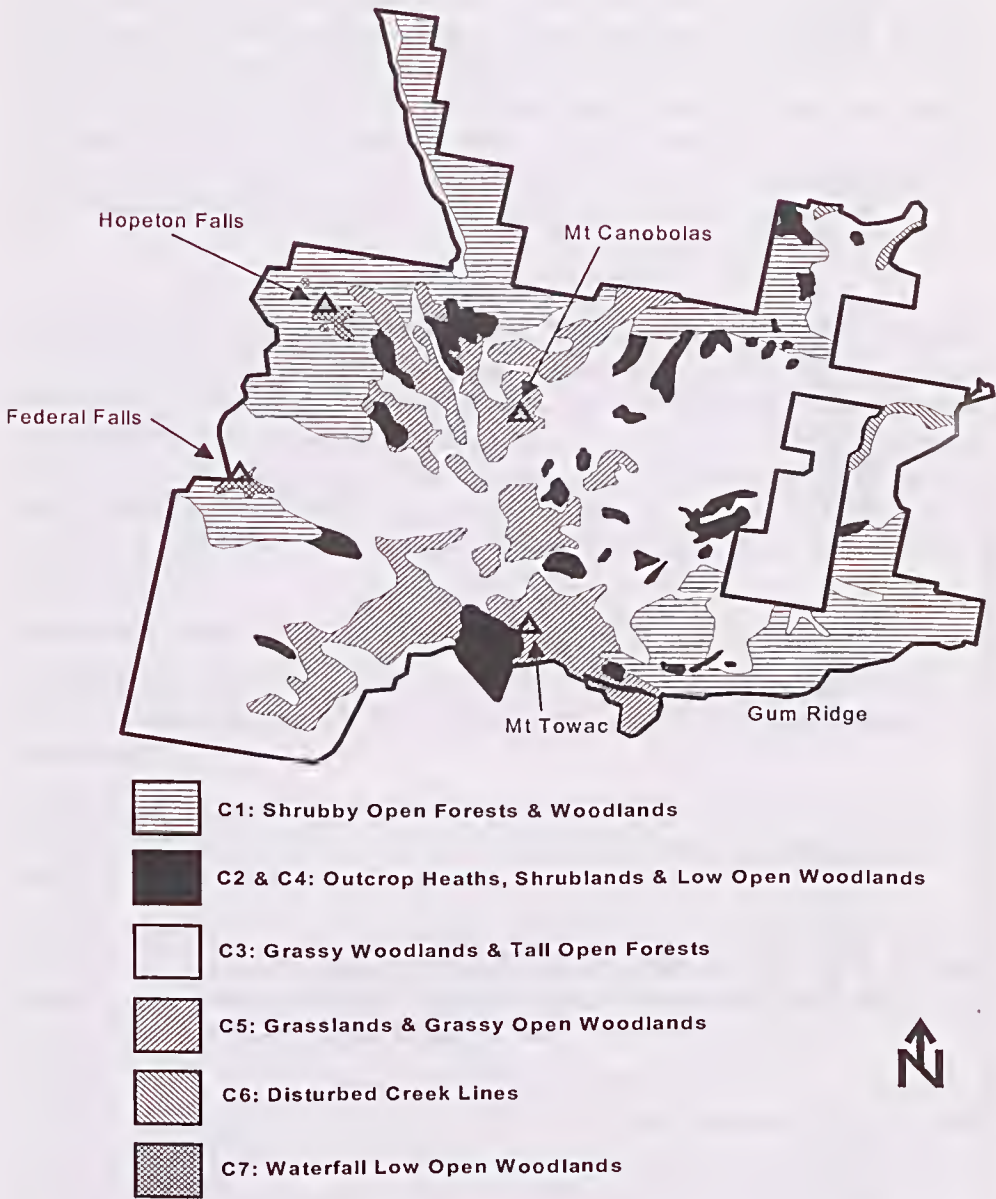 Hopeton Falls
Mt Canobolas
Federal Falls
Mt Towac
Gum Ridge
C1: Shrubby Open Forests & Woodlands
C2 & C4: Outcrop Heaths, Shrublands & Low Open Woodlands
C3: Grassy Woodlands & Tall Open Forests
C5: Grasslands & Grassy Open Woodlands
N
C6: Disturbed Creek Lines
C7: Waterfall Low Open Woodlands